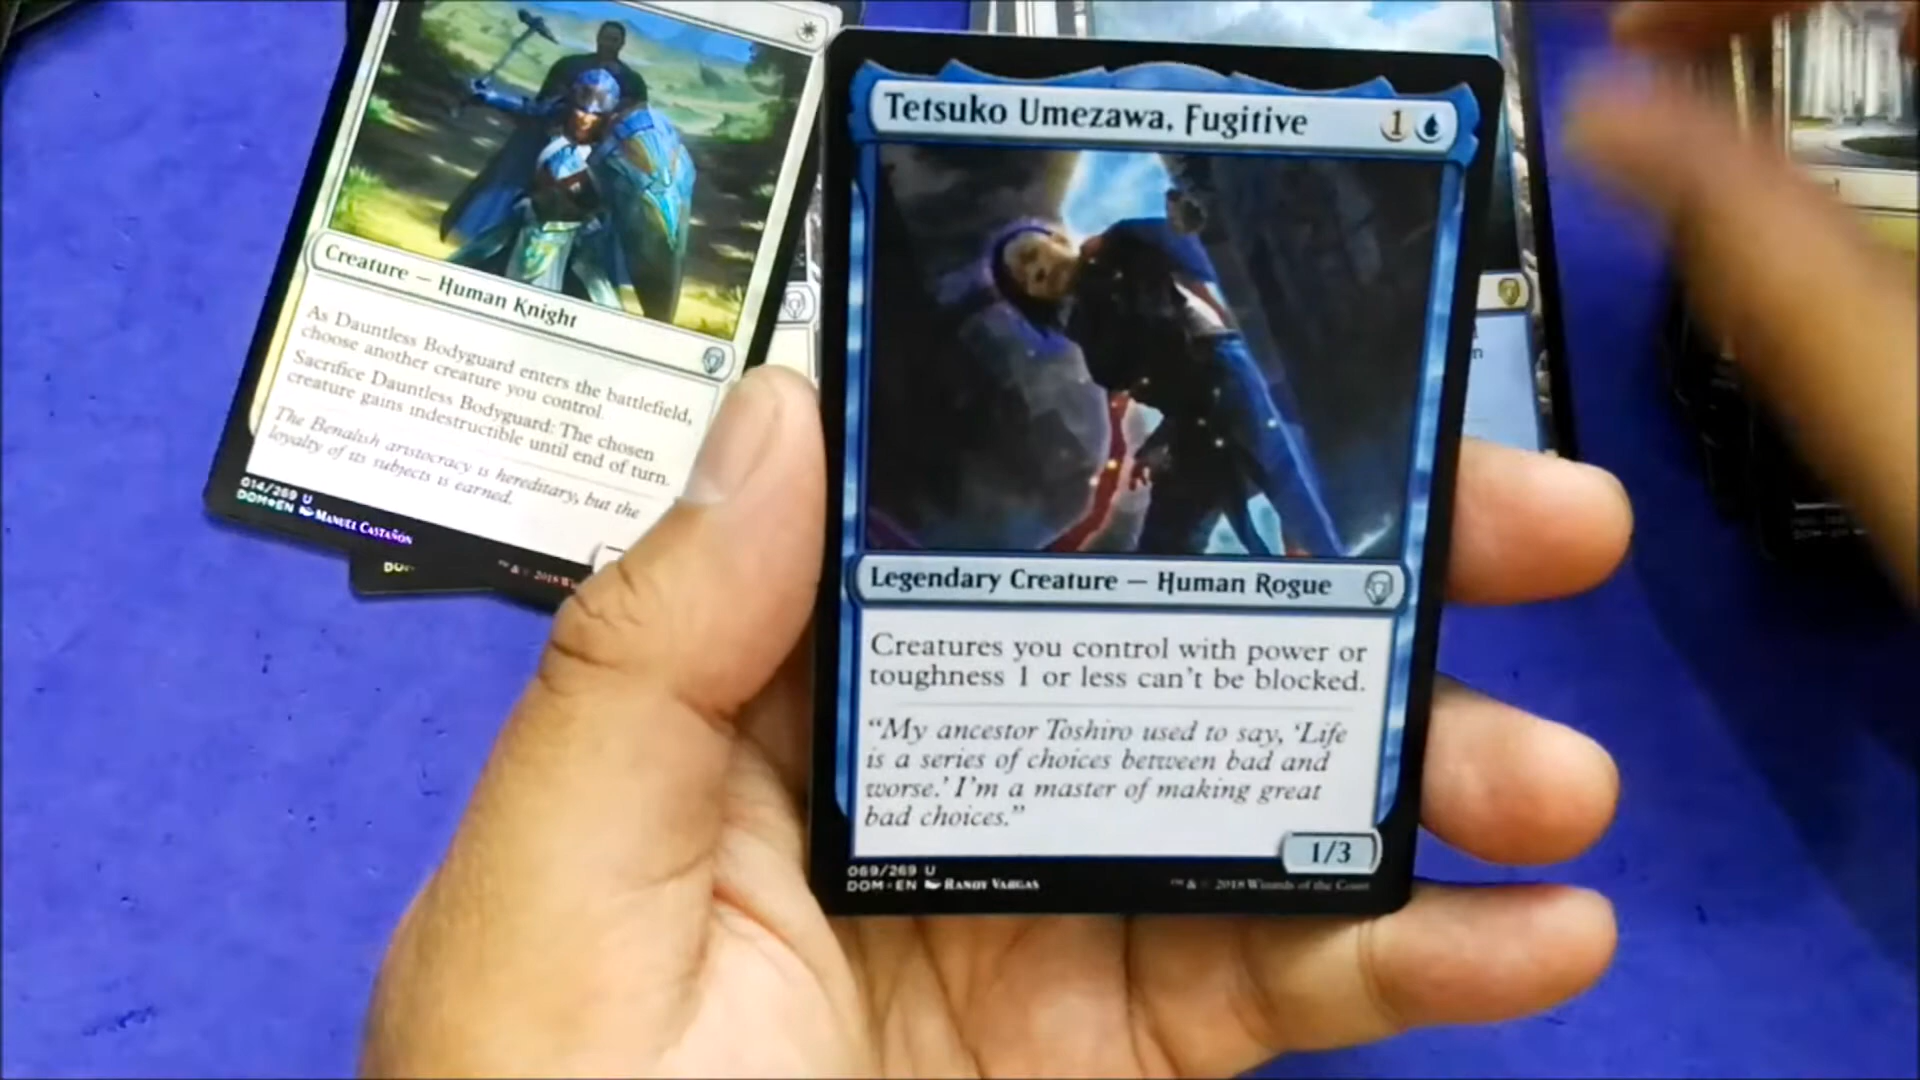 Creature — Human Knight
As Dauntless Bodyguard enters the battlefield,
choose another creature you control.
Sacrifice Dauntless Bodyguard: The chosen
creature gains indestructible until end of turn.
The Benalish aristocracy is hereditary, but the
loyalty of its subjects is earned.
014/269 U
DOM★EN Manuel Castañón
Tetsuko Umezawa, Fugitive 1
Legendary Creature — Human Rogue
Creatures you control with power or
toughness 1 or less can't be blocked.
“My ancestor Toshiro used to say, ‘Life
is a series of choices between bad and
worse.’ I'm a master of making great
bad choices.”
1/3
069/269 U
DOM • EN Randy Vargas
™ & © 2018 Wizards of the Coast